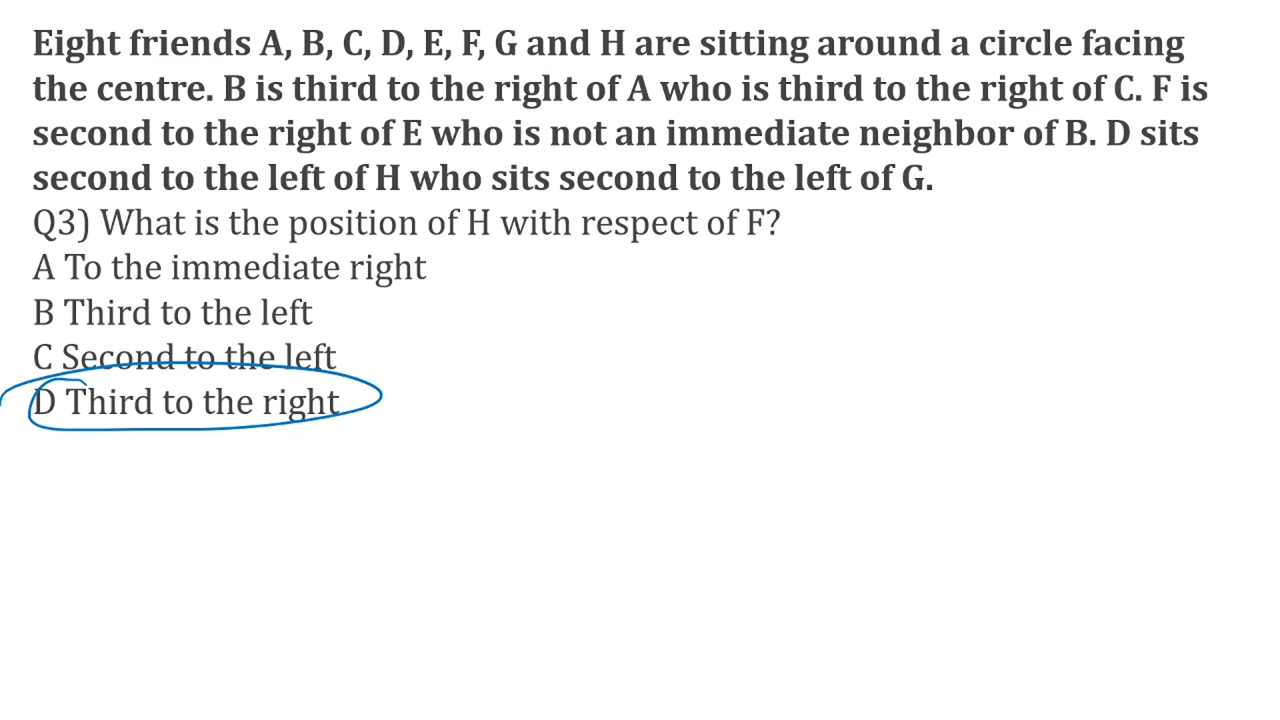 Eight friends A, B, C, D, E, F, G and H are sitting around a circle facing
the centre. B is third to the right of A who is third to the right of C. F is
second to the right of E who is not an immediate neighbor of B. D sits
second to the left of H who sits second to the left of G.
Q3) What is the position of H with respect of F?
A To the immediate right
B Third to the left
C Second to the left
D Third to the right